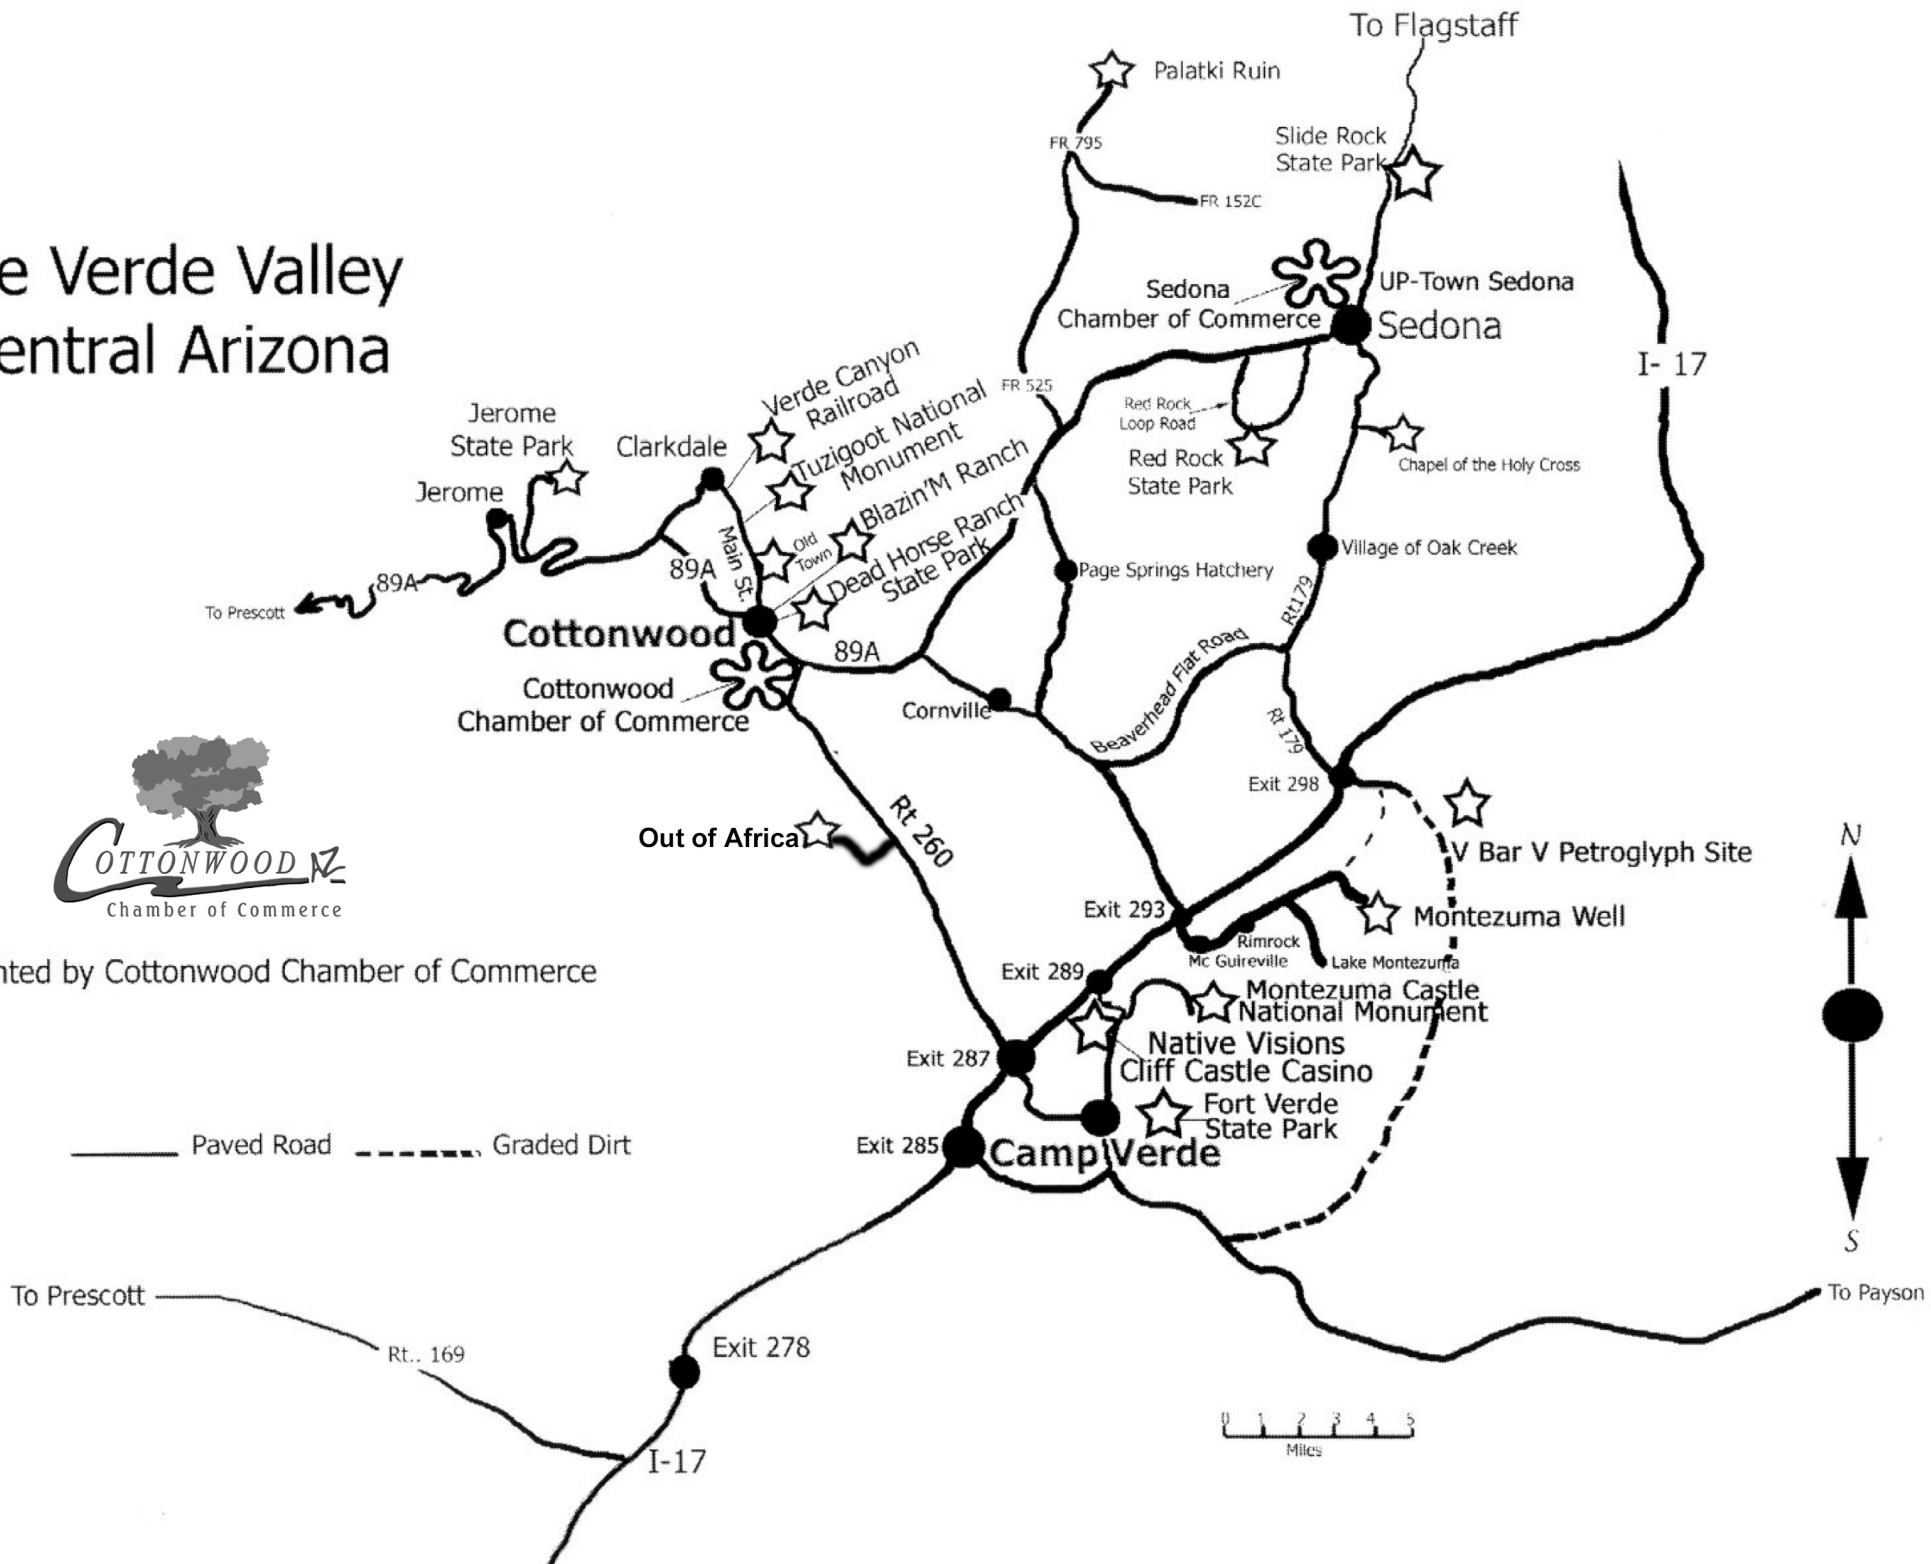 To Flagstaff
Palatki Ruin
FR 795
Slide Rock
State Park
FR 152C
e Verde Valley
entral Arizona
UP-Town Sedona
Sedona
Chamber of Commerce
Sedona
I- 17
Verde Canyon
Railroad
FR 525
Red Rock
Loop Road
Jerome
State Park
Clarkdale
Tuzigoot National
Monument
Red Rock
State Park
Chapel of the Holy Cross
Jerome
Blazin'M Ranch
Old
Town
Main St.
Dead Horse Ranch
State Park
89A
89A
To Prescott
Page Springs Hatchery
Village of Oak Creek
Rt179
Cottonwood
89A
Beaverhead Flat Road
Cottonwood
Chamber of Commerce
Cornville
Rt 179
Exit 298
Out of Africa
Rt 260
V Bar V Petroglyph Site
N
COTTONWOOD AZ
Chamber of Commerce
Exit 293
Montezuma Well
Rimrock
Mc Guireville
Lake Montezuma
nted by Cottonwood Chamber of Commerce
Exit 289
Montezuma Castle
National Monument
Exit 287
Native Visions
Cliff Castle Casino
Fort Verde
State Park
Paved Road
Graded Dirt
Exit 285
Camp Verde
S
To Prescott
To Payson
Rt.. 169
Exit 278
0 1 2 3 4 5
Miles
I-17